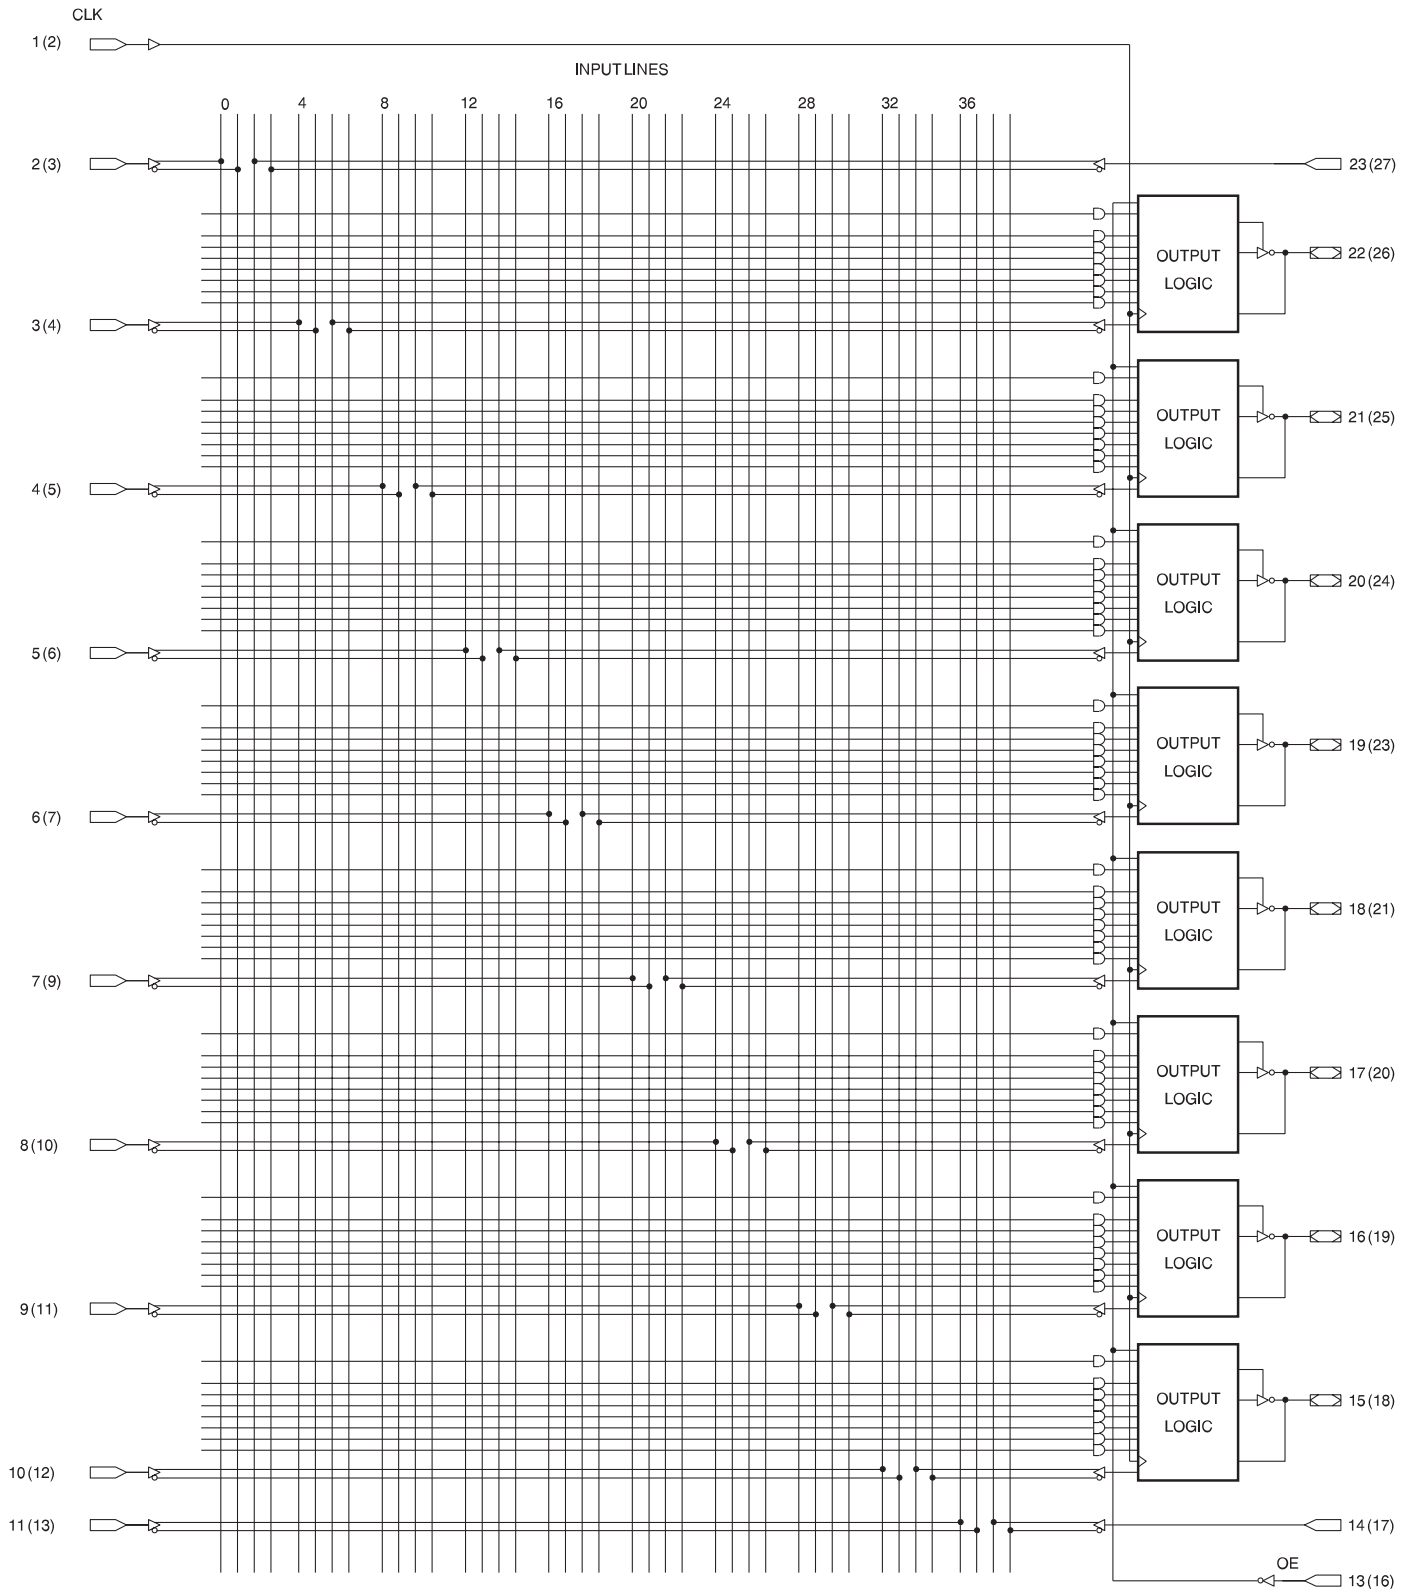 CLK
1(2)
INPUT LINES
0 4 8 12 16 20 24 28 32 36
2(3) 23(27)
OUTPUT
LOGIC
22(26)
3(4)
OUTPUT
LOGIC
21(25)
4(5)
OUTPUT
LOGIC
20(24)
5(6)
OUTPUT
LOGIC
19(23)
6(7)
OUTPUT
LOGIC
18(21)
7(9)
OUTPUT
LOGIC
17(20)
8(10)
OUTPUT
LOGIC
16(19)
9(11)
OUTPUT
LOGIC
15(18)
10(12)
11(13) 14(17)
OE
13(16)